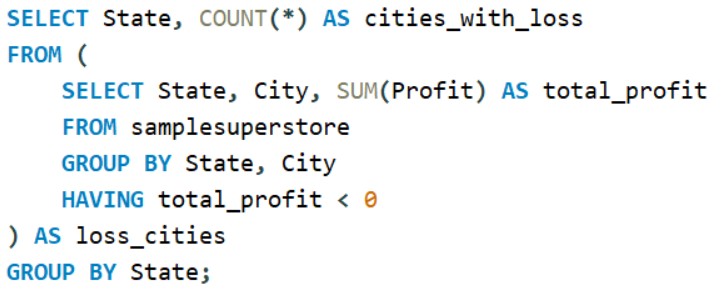 SELECT State, COUNT(*) AS cities_with_loss
FROM (
    SELECT State, City, SUM(Profit) AS total_profit
    FROM samplesuperstore
    GROUP BY State, City
    HAVING total_profit < 0
) AS loss_cities
GROUP BY State;